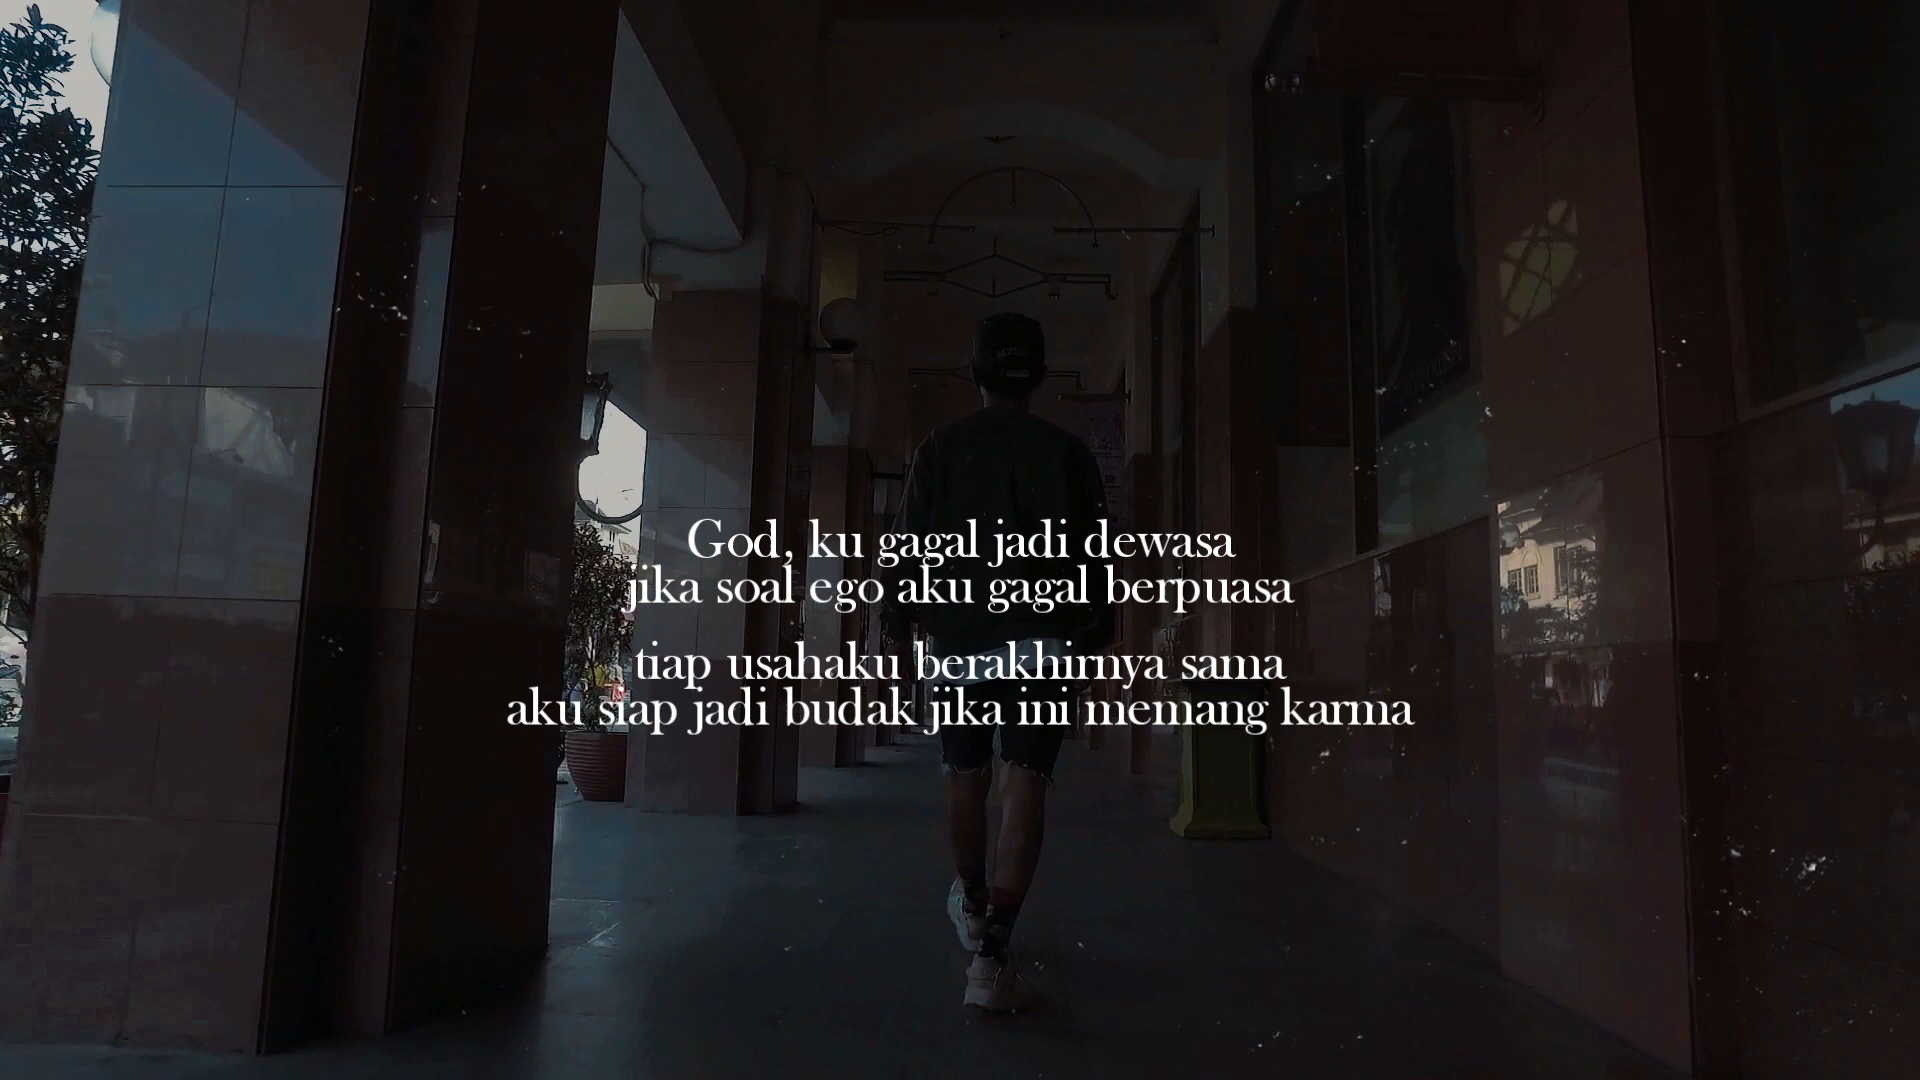 God, ku gagal jadi dewasa
jika soal ego aku gagal berpuasa
tiap usahaku berakhirnya sama
aku siap jadi budak jika ini memang karma